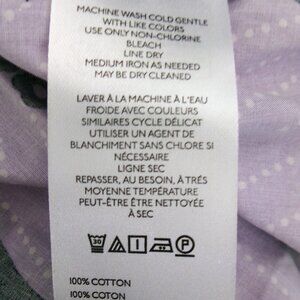 MACHINE WASH COLD GENTLE
WITH LIKE COLORS
USE ONLY NON-CHLORINE
BLEACH
LINE DRY
MEDIUM IRON AS NEEDED
MAY BE DRY CLEANED
LAVER À LA MACHINE À L'EAU
FROIDE AVEC COULEURS
SIMILAIRES CYCLE DÉLICAT
UTILISER UN AGENT DE
BLANCHIMENT SANS CHLORE SI
NÉCESSAIRE
LIGNE SEC
REPASSER, AU BESOIN, À TRÈS
MOYENNE TEMPÉRATURE
PEUT-ÊTRE ÊTRE NETTOYÉE
À SEC
30 P
100% COTTON
100% COTON